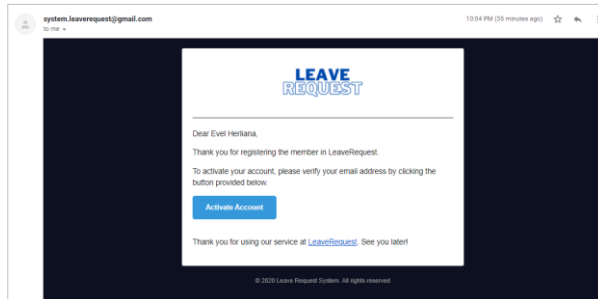 system.leaverequest@gmail.com
10:04 PM (35 minutes ago)
to me
LEAVE
REQUEST
Dear Evel Herliana,
Thank you for registering the member in LeaveRequest.
To activate your account, please verify your email address by clicking the
button provided below.
Activate Account
Thank you for using our service at LeaveRequest. See you later!
© 2020 Leave Request System. All rights reserved